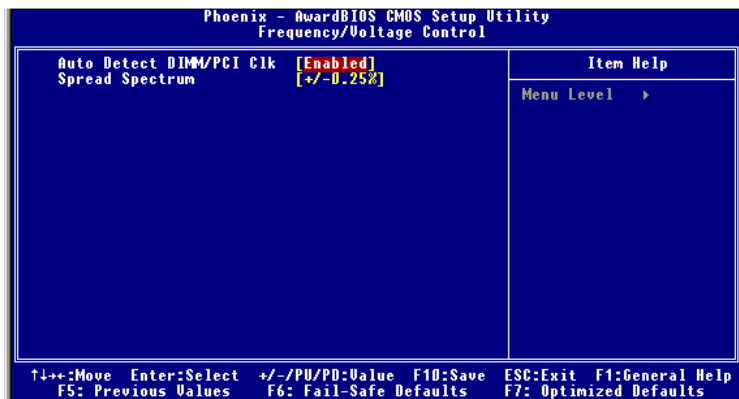 Phoenix - AwardBIOS CMOS Setup Utility
Frequency/Voltage Control
Auto Detect DIMM/PCI Clk [Enabled]
Spread Spectrum [+/-0.25%]
Item Help
Menu Level ▸
↑↓→←:Move Enter:Select +/-/PU/PD:Value F10:Save ESC:Exit F1:General Help
F5: Previous Values F6: Fail-Safe Defaults F7: Optimized Defaults